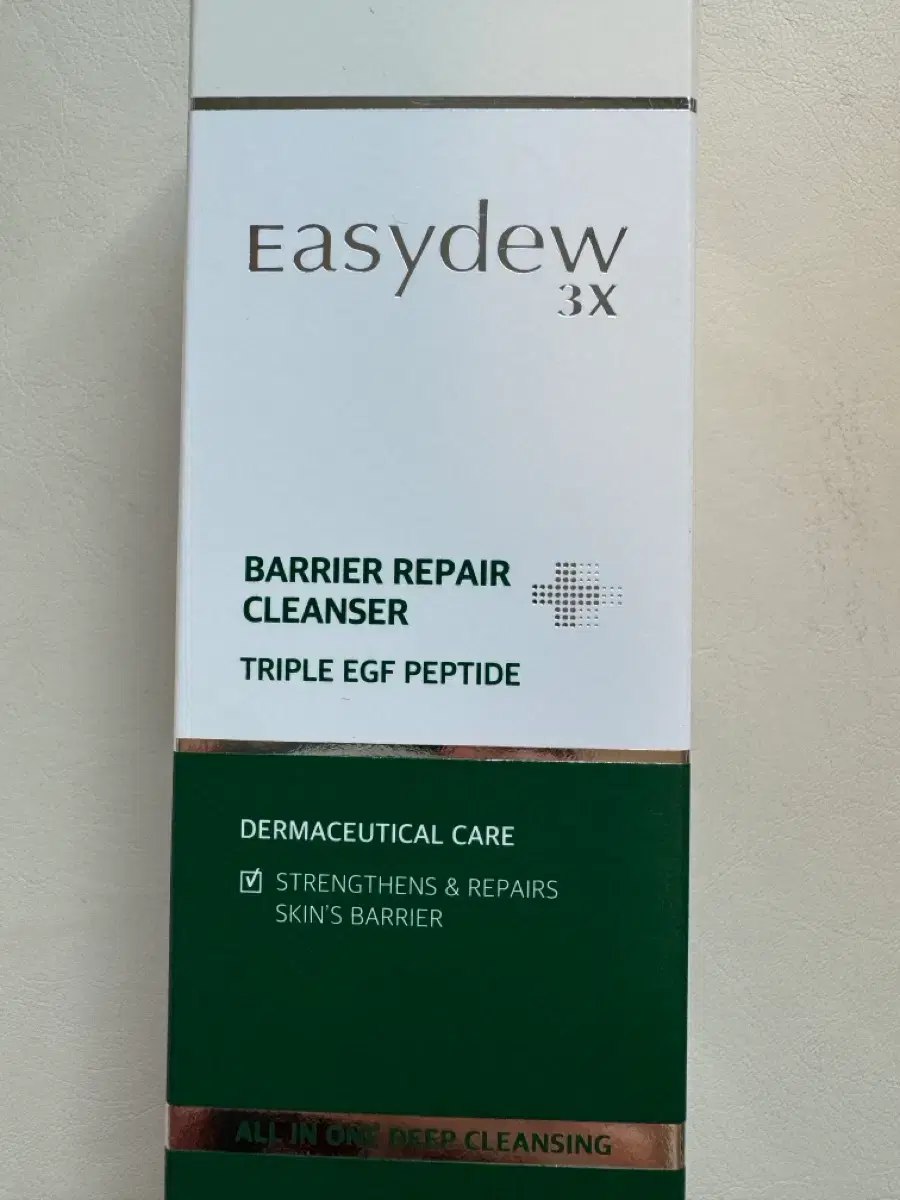 Easydew
3X
BARRIER REPAIR
CLEANSER
TRIPLE EGF PEPTIDE
DERMACEUTICAL CARE
STRENGTHENS & REPAIRS
SKIN'S BARRIER
ALL IN ONE DEEP CLEANSING